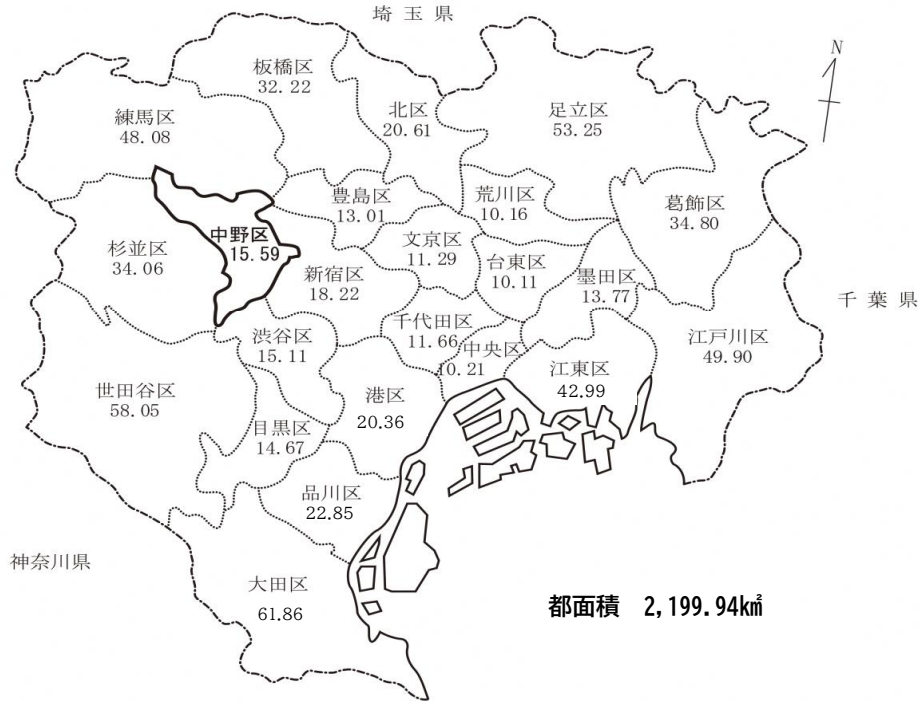 埼玉県
N
板橋区
32.22
北区
20.61
足立区
53.25
練馬区
48.08
豊島区
13.01
荒川区
10.16
葛飾区
34.80
中野区
15.59
杉並区
34.06
文京区
11.29
台東区
10.11
新宿区
18.22
墨田区
13.77
千葉県
千代田区
11.66
中央区
10.21
渋谷区
15.11
江戸川区
49.90
江東区
42.99
世田谷区
58.05
港区
20.36
目黒区
14.67
品川区
22.85
神奈川県
大田区
61.86
都面積 2,199.94㎢